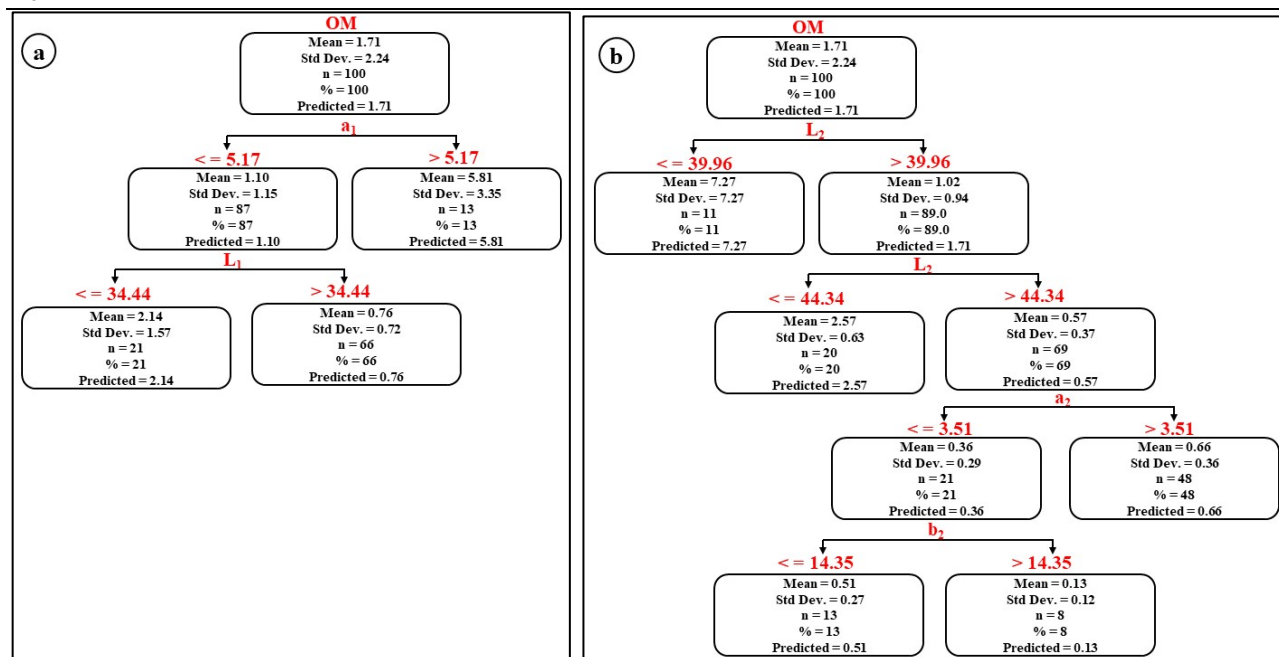 a
OM
Mean = 1.71
Std Dev. = 2.24
n = 100
% = 100
Predicted = 1.71
a₁
< = 5.17
> 5.17
Mean = 1.10
Std Dev. = 1.15
n = 87
% = 87
Predicted = 1.10
Mean = 5.81
Std Dev. = 3.35
n = 13
% = 13
Predicted = 5.81
L₁
< = 34.44
> 34.44
Mean = 2.14
Std Dev. = 1.57
n = 21
% = 21
Predicted = 2.14
Mean = 0.76
Std Dev. = 0.72
n = 66
% = 66
Predicted = 0.76
b
OM
Mean = 1.71
Std Dev. = 2.24
n = 100
% = 100
Predicted = 1.71
L₂
< = 39.96
> 39.96
Mean = 7.27
Std Dev. = 7.27
n = 11
% = 11
Predicted = 7.27
Mean = 1.02
Std Dev. = 0.94
n = 89.0
% = 89.0
Predicted = 1.71
L₂
< = 44.34
> 44.34
Mean = 2.57
Std Dev. = 0.63
n = 20
% = 20
Predicted = 2.57
Mean = 0.57
Std Dev. = 0.37
n = 69
% = 69
Predicted = 0.57
a₂
< = 3.51
> 3.51
Mean = 0.36
Std Dev. = 0.29
n = 21
% = 21
Predicted = 0.36
Mean = 0.66
Std Dev. = 0.36
n = 48
% = 48
Predicted = 0.66
b₂
< = 14.35
> 14.35
Mean = 0.51
Std Dev. = 0.27
n = 13
% = 13
Predicted = 0.51
Mean = 0.13
Std Dev. = 0.12
n = 8
% = 8
Predicted = 0.13